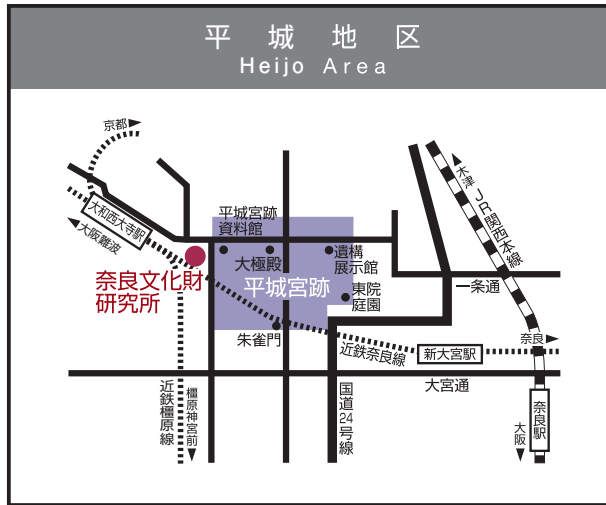 平城地区
Heijo Area
京都
木津
JR関西本線
大和西大寺駅
大阪難波
平城宮跡
資料館
大極殿
遺構
展示館
奈良文化財
研究所
平城宮跡
東院
庭園
一条通
朱雀門
近鉄奈良線
新大宮駅
奈良
大宮通
近鉄橿原線
橿原神宮前
国道24号線
大阪
奈良駅